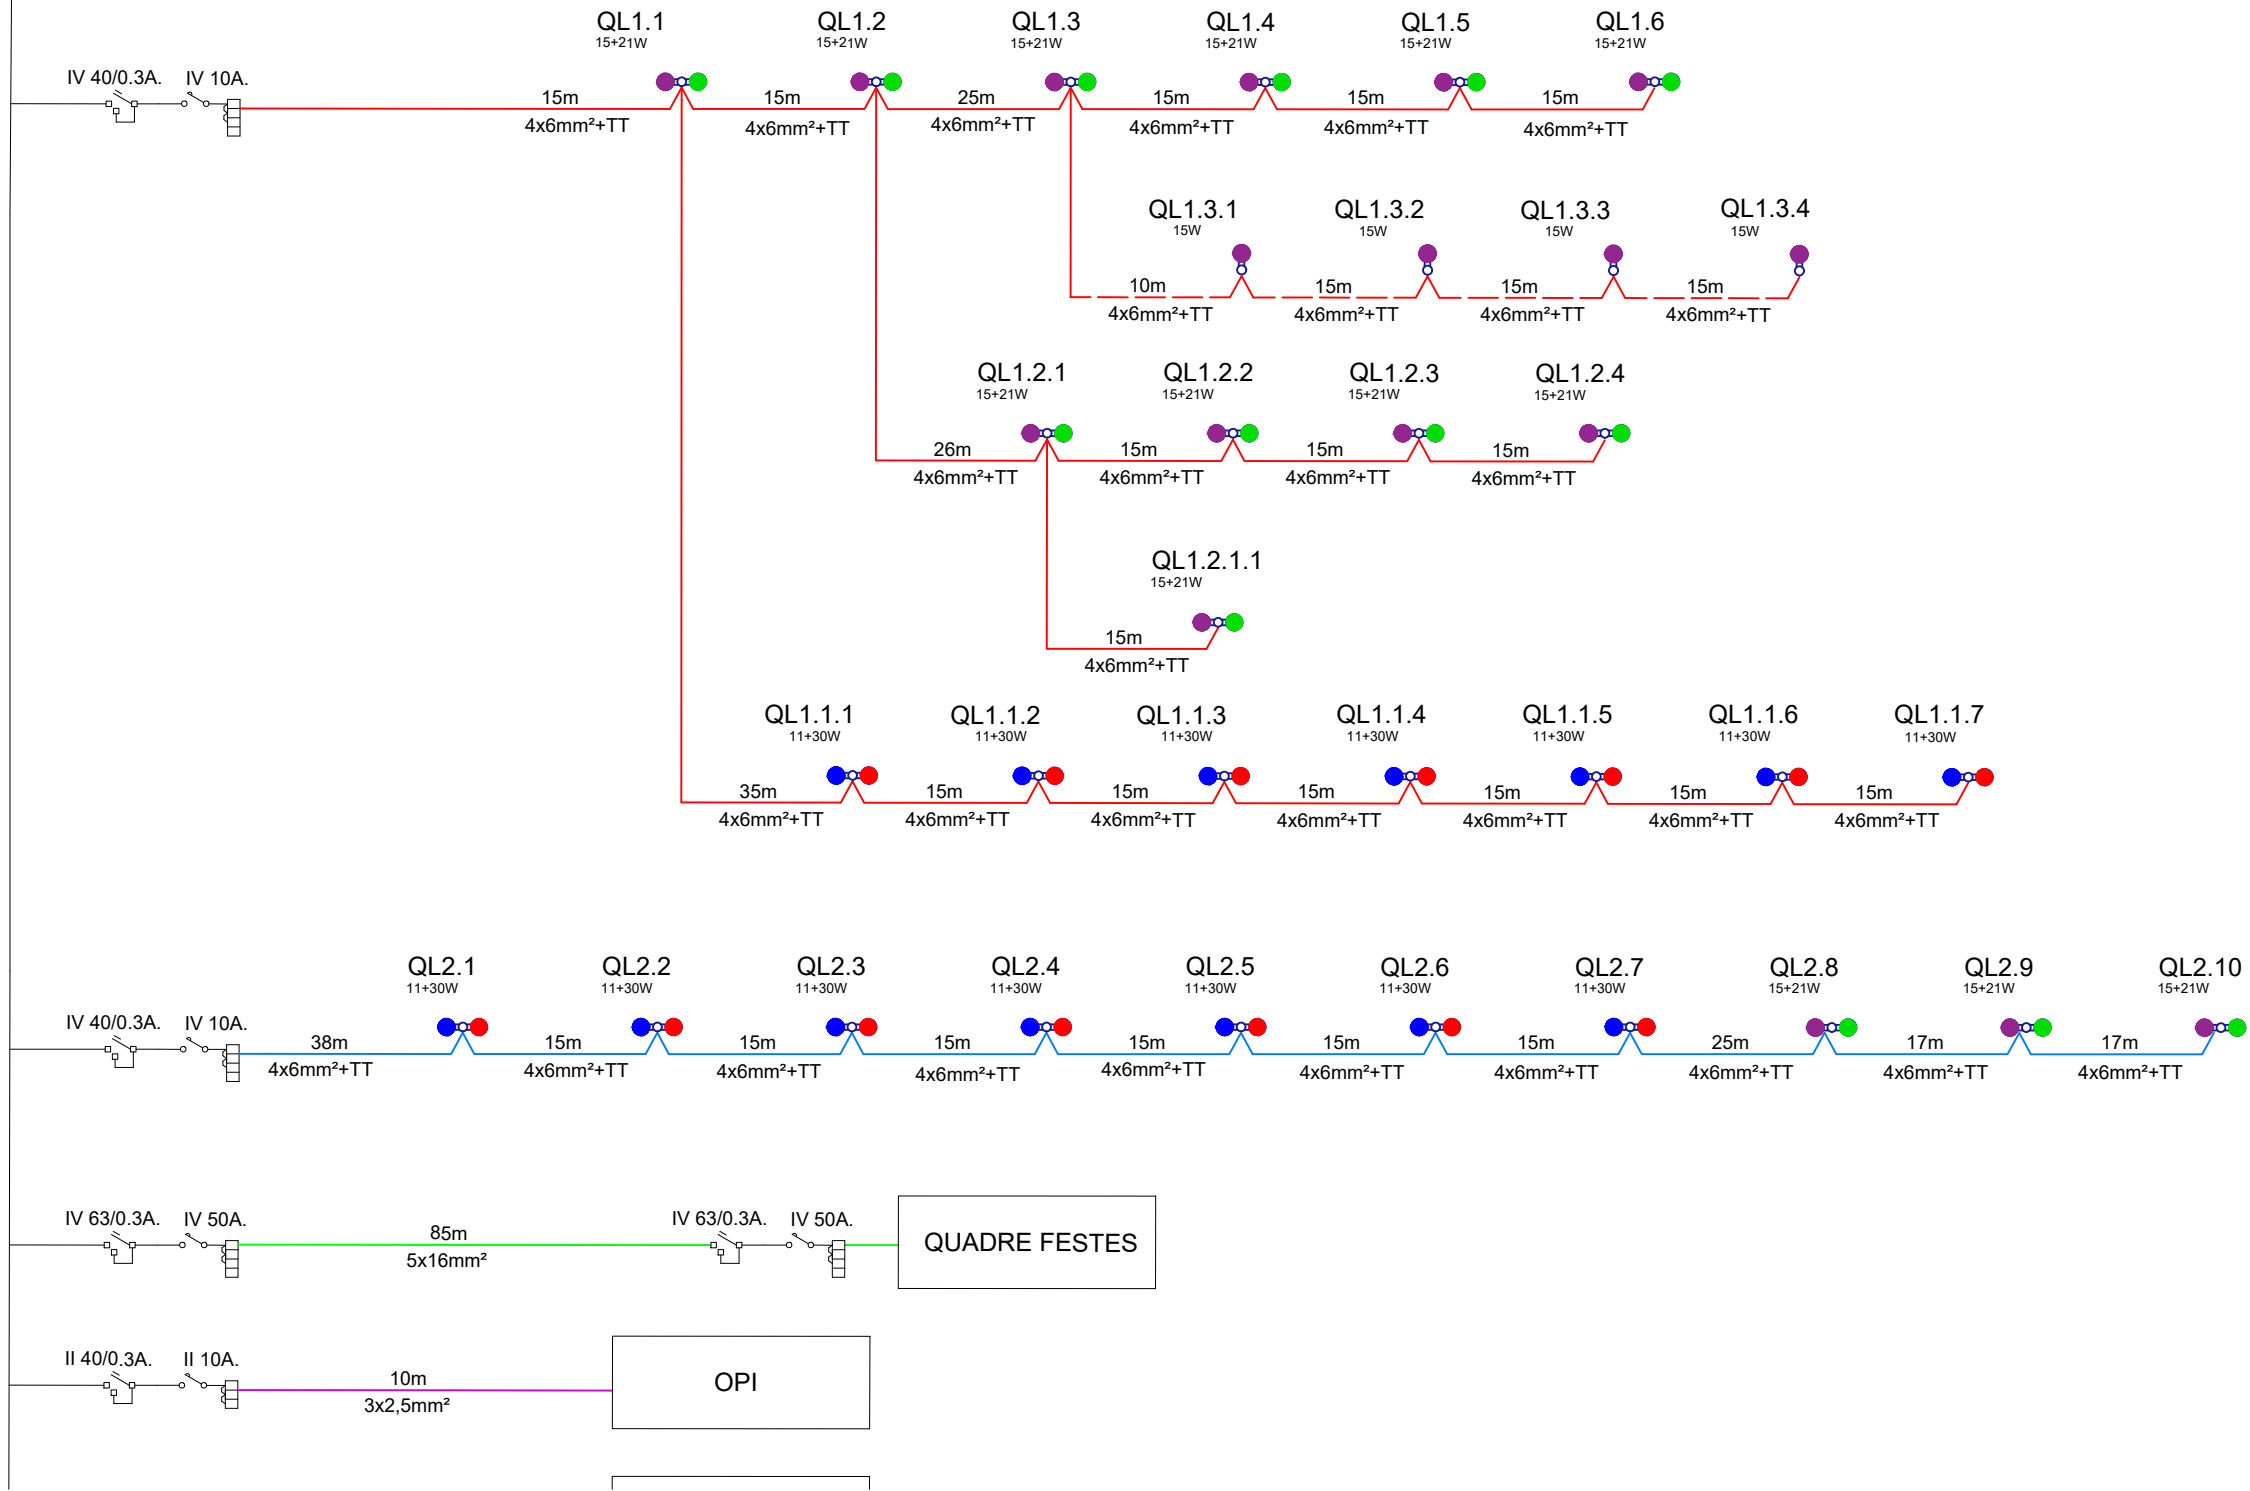 QL1.1 QL1.2 QL1.3 QL1.4 QL1.5 QL1.6
15+21W 15+21W 15+21W 15+21W 15+21W 15+21W
IV 40/0.3A. IV 10A.
15m 15m 25m 15m 15m 15m
4x6mm²+TT 4x6mm²+TT 4x6mm²+TT 4x6mm²+TT 4x6mm²+TT 4x6mm²+TT
QL1.3.1 QL1.3.2 QL1.3.3 QL1.3.4
15W 15W 15W 15W
10m 15m 15m 15m
4x6mm²+TT 4x6mm²+TT 4x6mm²+TT 4x6mm²+TT
QL1.2.1 QL1.2.2 QL1.2.3 QL1.2.4
15+21W 15+21W 15+21W 15+21W
26m 15m 15m 15m
4x6mm²+TT 4x6mm²+TT 4x6mm²+TT 4x6mm²+TT
QL1.2.1.1
15+21W
15m
4x6mm²+TT
QL1.1.1 QL1.1.2 QL1.1.3 QL1.1.4 QL1.1.5 QL1.1.6 QL1.1.7
11+30W 11+30W 11+30W 11+30W 11+30W 11+30W 11+30W
35m 15m 15m 15m 15m 15m 15m
4x6mm²+TT 4x6mm²+TT 4x6mm²+TT 4x6mm²+TT 4x6mm²+TT 4x6mm²+TT 4x6mm²+TT
QL2.1 QL2.2 QL2.3 QL2.4 QL2.5 QL2.6 QL2.7 QL2.8 QL2.9 QL2.10
11+30W 11+30W 11+30W 11+30W 11+30W 11+30W 11+30W 15+21W 15+21W 15+21W
IV 40/0.3A. IV 10A.
38m 15m 15m 15m 15m 15m 15m 25m 17m 17m
4x6mm²+TT 4x6mm²+TT 4x6mm²+TT 4x6mm²+TT 4x6mm²+TT 4x6mm²+TT 4x6mm²+TT 4x6mm²+TT 4x6mm²+TT 4x6mm²+TT
IV 63/0.3A. IV 50A. IV 63/0.3A. IV 50A.
85m QUADRE FESTES
5x16mm²
II 40/0.3A. II 10A.
10m OPI
3x2,5mm²